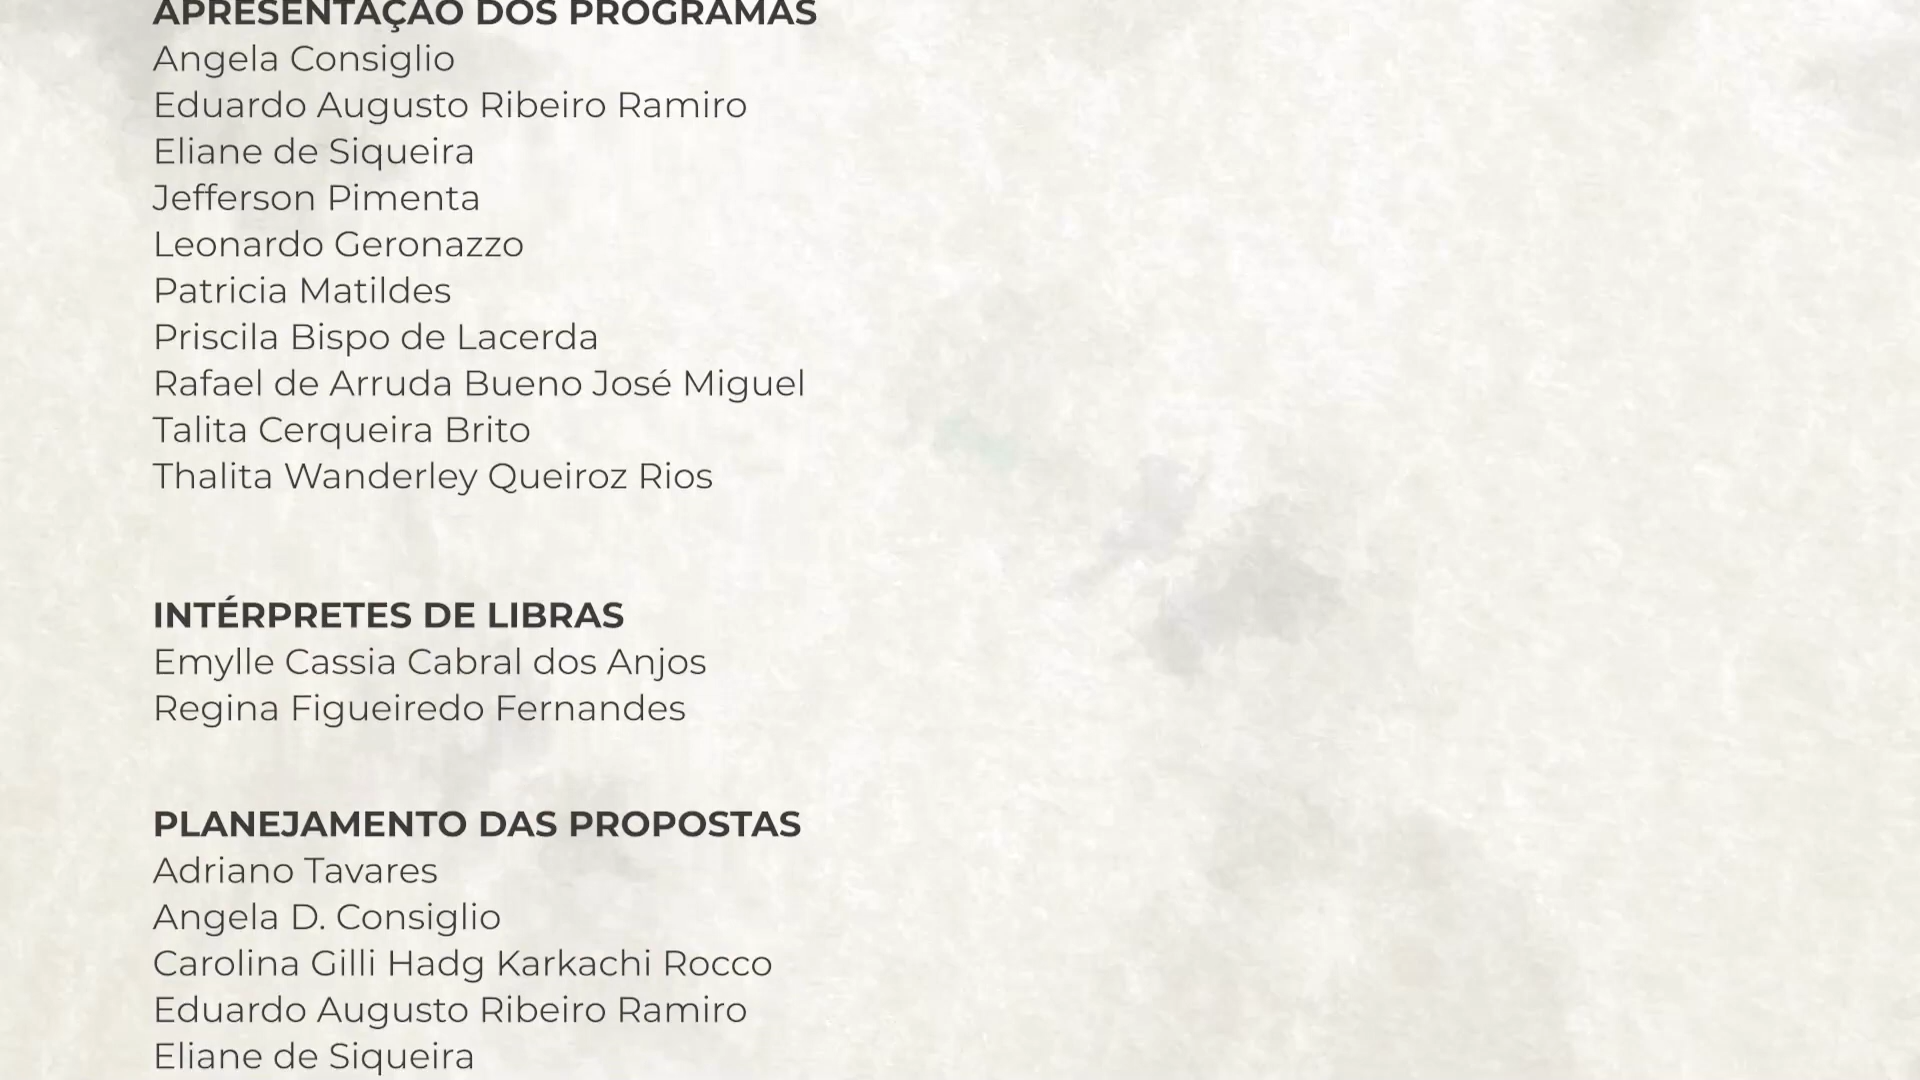 APRESENTAÇÃO DOS PROGRAMAS
Angela Consiglio
Eduardo Augusto Ribeiro Ramiro
Eliane de Siqueira
Jefferson Pimenta
Leonardo Geronazzo
Patricia Matildes
Priscila Bispo de Lacerda
Rafael de Arruda Bueno José Miguel
Talita Cerqueira Brito
Thalita Wanderley Queiroz Rios
INTÉRPRETES DE LIBRAS
Emylle Cassia Cabral dos Anjos
Regina Figueiredo Fernandes
PLANEJAMENTO DAS PROPOSTAS
Adriano Tavares
Angela D. Consiglio
Carolina Gilli Hadg Karkachi Rocco
Eduardo Augusto Ribeiro Ramiro
Eliane de Siqueira